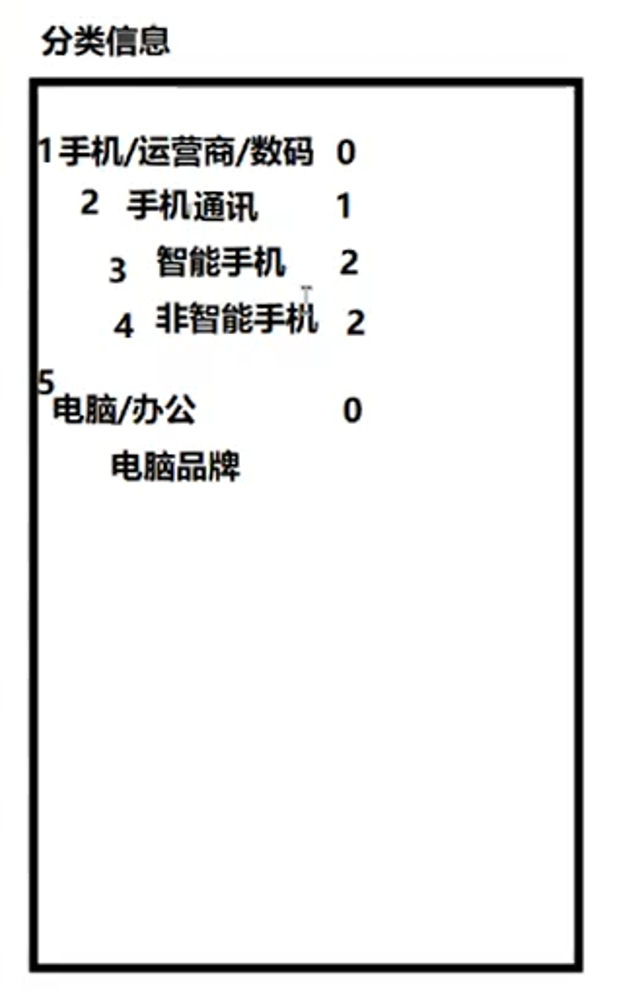 分类信息
1 手机/运营商/数码 0
2 手机通讯 1
3 智能手机 2
4 非智能手机 2
5 电脑/办公 0
电脑品牌